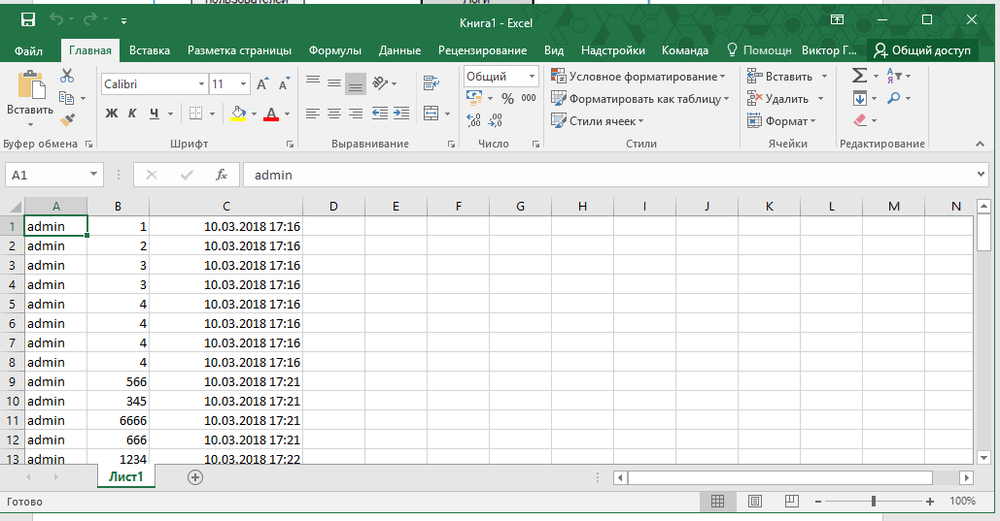 пользователей Логи
Книга1 - Excel
Файл Главная Вставка Разметка страницы Формулы Данные Рецензирование Вид Надстройки Команда Помощн Виктор Г... Общий доступ
Вставить
Calibri 11
Ж К Ч
А
Общий
% 000
Условное форматирование
Форматировать как таблицу
Стили ячеек
Вставить
Удалить
Формат
Буфер обмена Шрифт Выравнивание Число Стили Ячейки Редактирование
A1 fx admin
A B C D E F G H I J K L M N
1 admin 1 10.03.2018 17:16
2 admin 2 10.03.2018 17:16
3 admin 3 10.03.2018 17:16
4 admin 3 10.03.2018 17:16
5 admin 4 10.03.2018 17:16
6 admin 4 10.03.2018 17:16
7 admin 4 10.03.2018 17:16
8 admin 4 10.03.2018 17:16
9 admin 566 10.03.2018 17:21
10 admin 345 10.03.2018 17:21
11 admin 6666 10.03.2018 17:21
12 admin 666 10.03.2018 17:21
13 admin 1234 10.03.2018 17:22
Лист1
Готово 100%